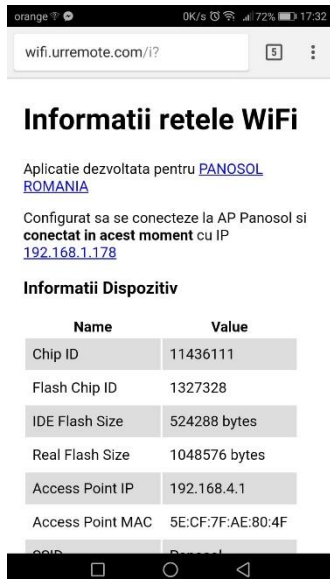 orange 0K/s 72% 17:32
wifi.urremote.com/i? 5
Informatii retele WiFi
Aplicatie dezvoltata pentru PANOSOL
ROMANIA
Configurat sa se conecteze la AP Panosol si
conectat in acest moment cu IP
192.168.1.178
Informatii Dispozitiv
Name Value
Chip ID 11436111
Flash Chip ID 1327328
IDE Flash Size 524288 bytes
Real Flash Size 1048576 bytes
Access Point IP 192.168.4.1
Access Point MAC 5E:CF:7F:AE:80:4F
SSID Panosol